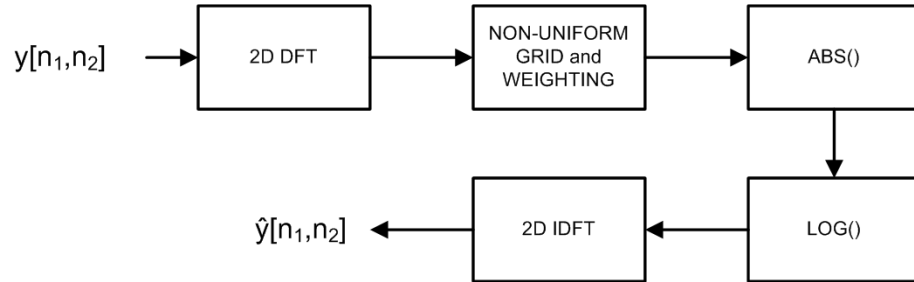 y[n₁,n₂]
2D DFT
NON-UNIFORM
GRID and
WEIGHTING
ABS()
ŷ[n₁,n₂]
2D IDFT
LOG()